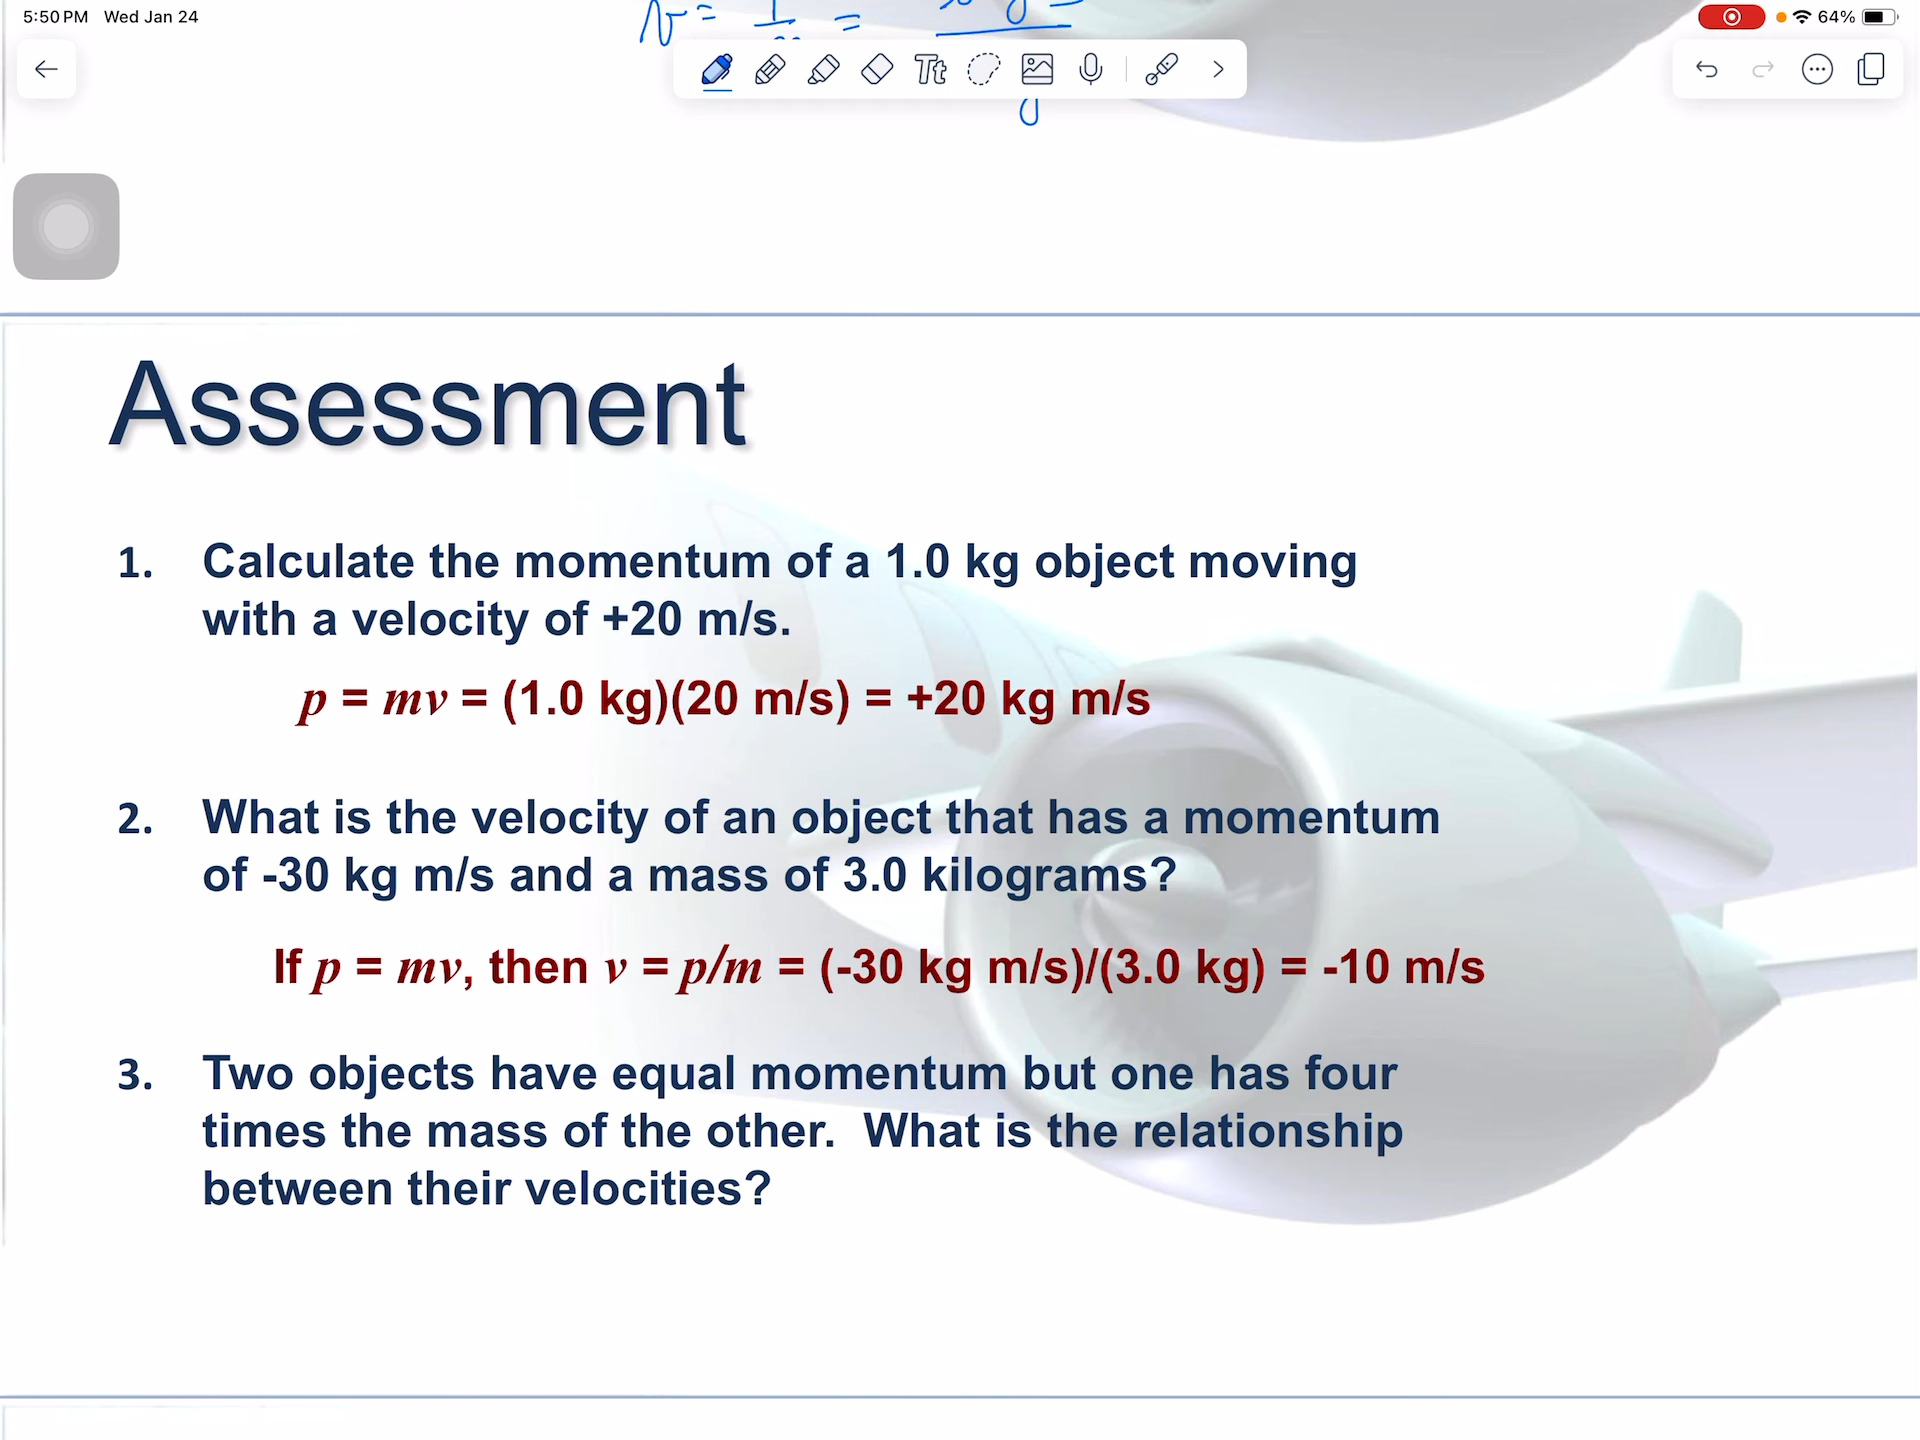 5:50 PM Wed Jan 24
64%
v =
=
Tt
Assessment
1. Calculate the momentum of a 1.0 kg object moving
with a velocity of +20 m/s.
p = mv = (1.0 kg)(20 m/s) = +20 kg m/s
2. What is the velocity of an object that has a momentum
of -30 kg m/s and a mass of 3.0 kilograms?
If p = mv, then v = p/m = (-30 kg m/s)/(3.0 kg) = -10 m/s
3. Two objects have equal momentum but one has four
times the mass of the other. What is the relationship
between their velocities?